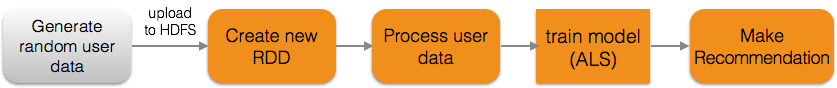 Generate
random user
data
upload
to HDFS
Create new
RDD
Process user
data
train model
(ALS)
Make
Recommendation